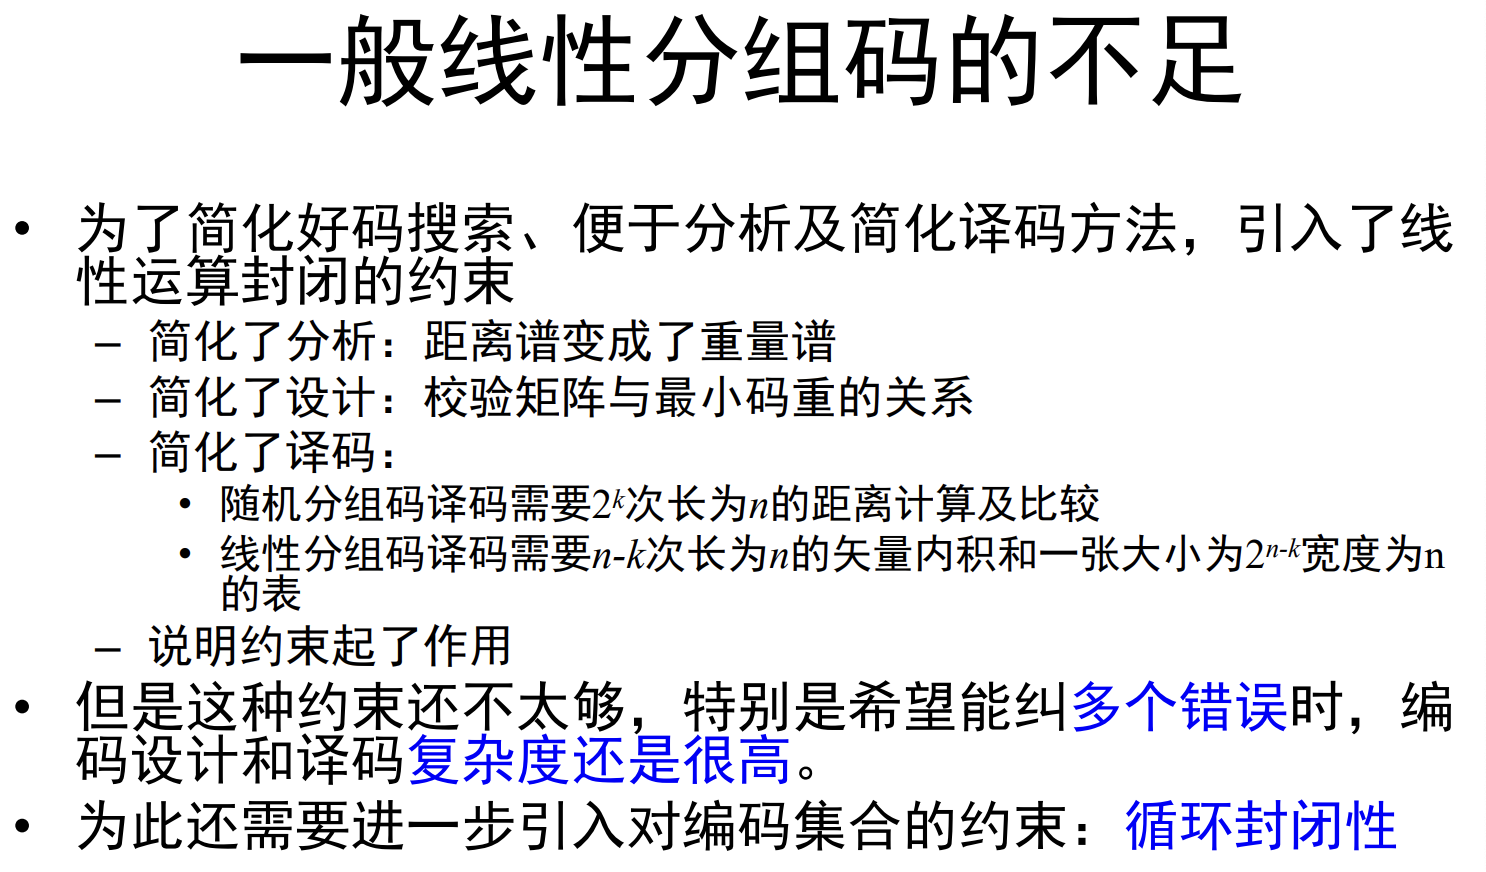 一般线性分组码的不足
• 为了简化好码搜索、便于分析及简化译码方法，引入了线
性运算封闭的约束
– 简化了分析：距离谱变成了重量谱
– 简化了设计：校验矩阵与最小码重的关系
– 简化了译码：
• 随机分组码译码需要2ᵏ次长为n的距离计算及比较
• 线性分组码译码需要n-k次长为n的矢量内积和一张大小为2ⁿ⁻ᵏ宽度为n
的表
– 说明约束起了作用
• 但是这种约束还不太够，特别是希望能纠多个错误时，编
码设计和译码复杂度还是很高。
• 为此还需要进一步引入对编码集合的约束：循环封闭性